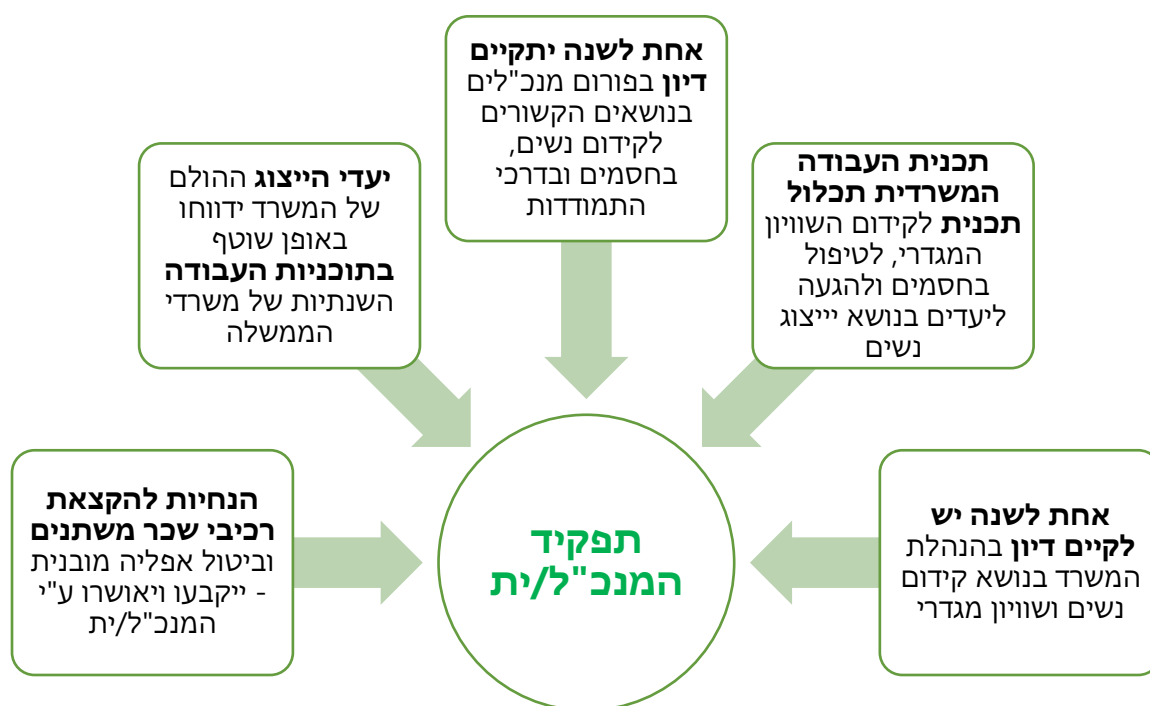 אחת לשנה יתקיים
דיון בפורום מנכ"לים
בנושאים הקשורים
לקידום נשים,
בחסמים ובדרכי
התמודדות
תכנית העבודה
המשרדית תכלול
תכנית לקידום השוויון
המגדרי, לטיפול
בחסמים ולהגעה
ליעדים בנושא יייצוג
נשים
יעדי הייצוג ההולם
של המשרד ידווחו
באופן שוטף
בתוכניות העבודה
השנתיות של משרדי
הממשלה
אחת לשנה יש
לקיים דיון בהנהלת
המשרד בנושא קידום
נשים ושוויון מגדרי
תפקיד
המנכ"ל/ית
הנחיות להקצאת
רכיבי שכר משתנים
וביטול אפליה מובנית
- ייקבעו ויאושרו ע"י
המנכ"ל/ית